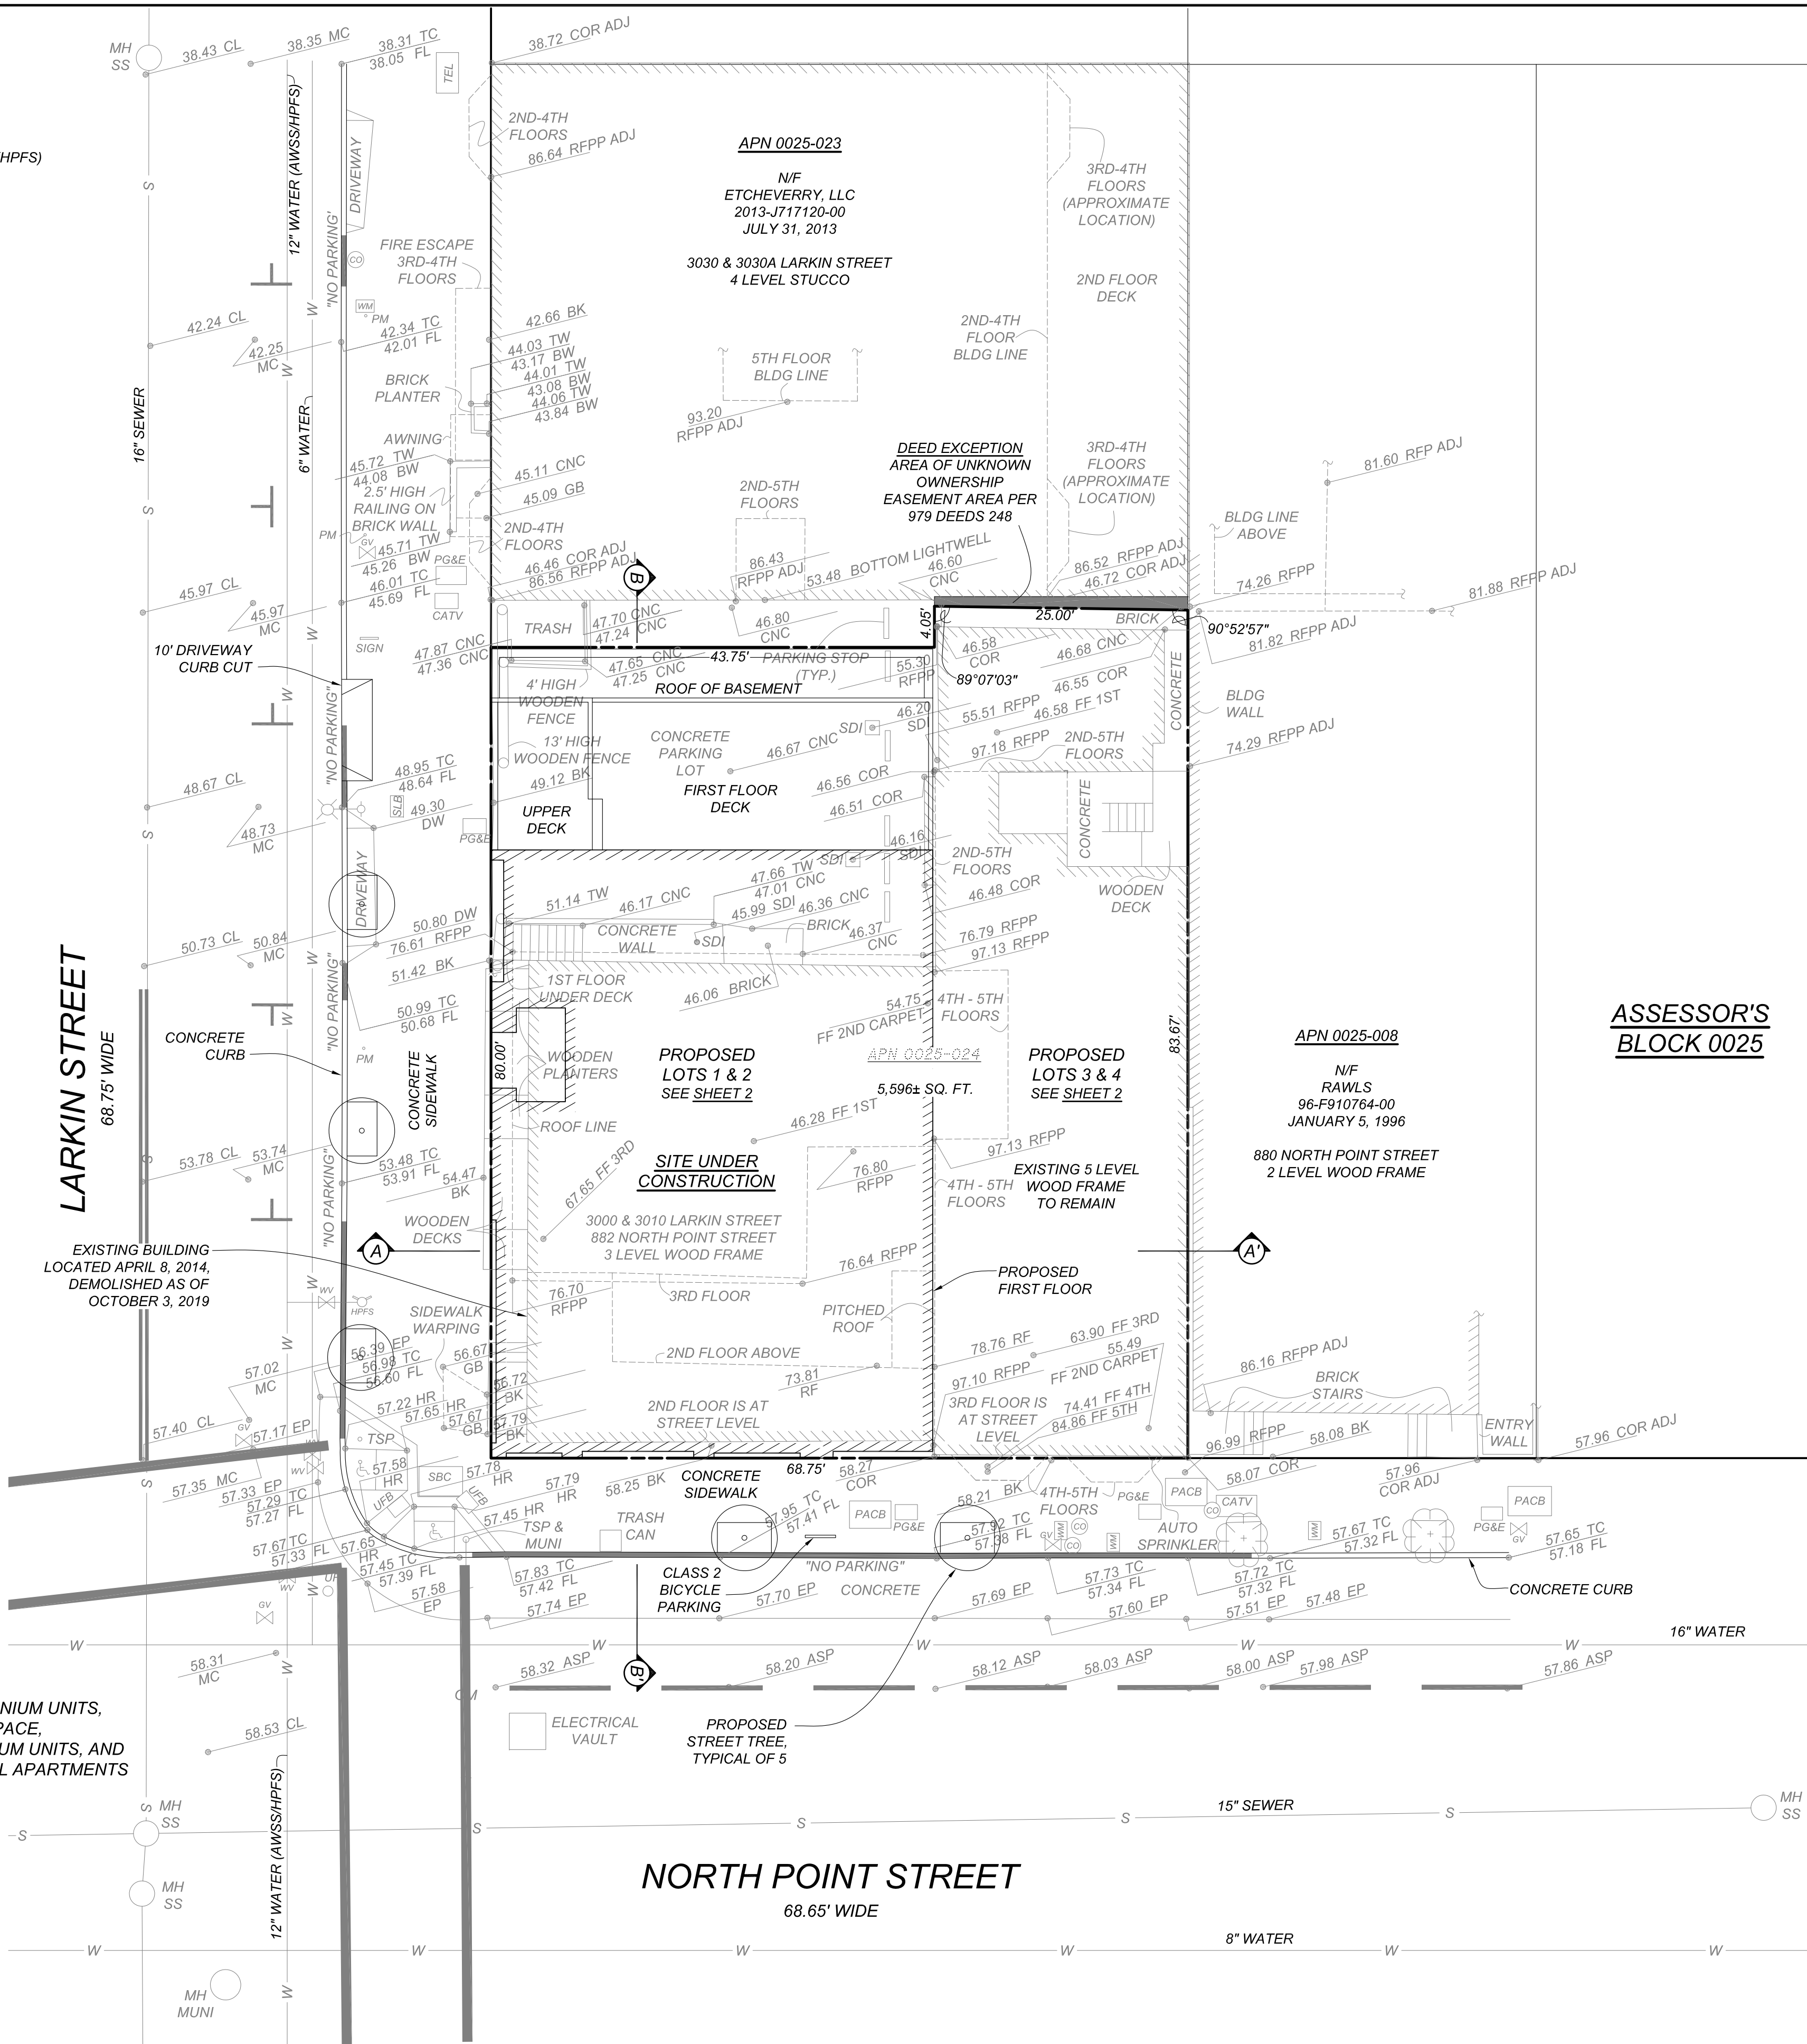 MH
SS
38.43 CL
38.35 MC
38.31 TC
38.05 FL
38.72 COR ADJ
TEL
HPFS)
12" WATER (AWSS/HPFS)
DRIVEWAY
2ND-4TH
FLOORS
86.64 RFPP ADJ
APN 0025-023
N/F
ETCHEVERRY, LLC
2013-J717120-00
JULY 31, 2013
3030 & 3030A LARKIN STREET
4 LEVEL STUCCO
3RD-4TH
FLOORS
(APPROXIMATE
LOCATION)
2ND FLOOR
DECK
S
"NO PARKING'
FIRE ESCAPE
3RD-4TH
FLOORS
CO
WM
PM
W
42.24 CL
42.25
MC
42.34 TC
42.01 FL
42.66 BK
44.03 TW
43.17 BW
44.01 TW
43.08 BW
44.06 TW
43.84 BW
2ND-4TH
FLOOR
BLDG LINE
5TH FLOOR
BLDG LINE
BRICK
PLANTER
93.20
RFPP ADJ
16" SEWER
6" WATER
W
AWNING
45.72 TW
44.08 BW
2.5' HIGH
RAILING ON
BRICK WALL
45.11 CNC
45.09 GB
2ND-5TH
FLOORS
DEED EXCEPTION
AREA OF UNKNOWN
OWNERSHIP
EASEMENT AREA PER
979 DEEDS 248
3RD-4TH
FLOORS
(APPROXIMATE
LOCATION)
81.60 RFP ADJ
BLDG LINE
ABOVE
S
PM
GV
45.71 TW
45.26 BW
PG&E
2ND-4TH
FLOORS
46.46 COR ADJ
86.56 RFPP ADJ
B
86.43
RFPP ADJ
53.48 BOTTOM LIGHTWELL
46.60
CNC
86.52 RFPP ADJ
46.72 COR ADJ
74.26 RFPP
81.88 RFPP ADJ
45.97 CL
45.97
MC
46.01 TC
45.69 FL
CATV
SIGN
W
TRASH
47.70 CNC
47.24 CNC
46.80
CNC
4.05'
25.00'
BRICK
90°52'57"
81.82 RFPP ADJ
10' DRIVEWAY
CURB CUT
47.87 CNC
47.36 CNC
47.65 CNC
47.25 CNC
43.75'
PARKING STOP
(TYP.)
55.30
RFPP
46.58
COR
46.68 CNC
46.55 COR
89°07'03"
4' HIGH
WOODEN
FENCE
ROOF OF BASEMENT
CONCRETE
BLDG
WALL
W
"NO PARKING"
13' HIGH
WOODEN FENCE
CONCRETE
PARKING
LOT
46.67 CNC
SDI
46.20
SDI
55.51 RFPP
46.58 FF 1ST
97.18 RFPP
2ND-5TH
FLOORS
74.29 RFPP ADJ
48.67 CL
48.73
MC
S
48.95 TC
48.64 FL
SLB
49.30
DW
49.12 BK
PG&E
UPPER
DECK
FIRST FLOOR
DECK
46.56 COR
46.51 COR
CONCRETE
46.16
SDI
SDI
2ND-5TH
FLOORS
WOODEN
DECK
DRIVEWAY
W
50.73 CL
50.84
MC
50.80 DW
76.61 RFPP
51.42 BK
51.14 TW
46.17 CNC
47.66 TW
47.01 CNC
45.99 SDI
46.36 CNC
46.48 COR
CONCRETE
WALL
SDI
BRICK
46.37
CNC
76.79 RFPP
97.13 RFPP
LARKIN STREET
68.75' WIDE
"NO PARKING"
W
50.99 TC
50.68 FL
1ST FLOOR
UNDER DECK
46.06 BRICK
54.75
FF 2ND CARPET
4TH - 5TH
FLOORS
83.67'
CONCRETE
CURB
PM
CONCRETE
SIDEWALK
80.00'
WOODEN
PLANTERS
PROPOSED
LOTS 1 & 2
SEE SHEET 2
APN 0025-024
5,596± SQ. FT.
PROPOSED
LOTS 3 & 4
SEE SHEET 2
APN 0025-008
N/F
RAWLS
96-F910764-00
JANUARY 5, 1996
880 NORTH POINT STREET
2 LEVEL WOOD FRAME
ASSESSOR'S
BLOCK 0025
ROOF LINE
46.28 FF 1ST
97.13 RFPP
S
53.78 CL
53.74
MC
53.48 TC
53.91 FL
54.47
BK
67.65 FF 3RD
SITE UNDER
CONSTRUCTION
76.80
RFPP
EXISTING 5 LEVEL
WOOD FRAME
TO REMAIN
4TH - 5TH
FLOORS
W
"NO PARKING"
WOODEN
DECKS
3000 & 3010 LARKIN STREET
882 NORTH POINT STREET
3 LEVEL WOOD FRAME
A
A'
EXISTING BUILDING
LOCATED APRIL 8, 2014,
DEMOLISHED AS OF
OCTOBER 3, 2019
W
WV
HPFS
76.64 RFPP
3RD FLOOR
76.70
RFPP
PROPOSED
FIRST FLOOR
SIDEWALK
WARPING
PITCHED
ROOF
W
57.02
MC
56.39 EP
56.98 TC
56.60 FL
56.67
GB
2ND FLOOR ABOVE
78.76 RF
63.90 FF 3RD
55.49
FF 2ND CARPET
86.16 RFPP ADJ
BRICK
STAIRS
56.72
BK
73.81
RF
97.10 RFPP
74.41 FF 4TH
84.86 FF 5TH
57.22 HR
57.65 HR
57.67
GB
57.79
BK
2ND FLOOR IS AT
STREET LEVEL
3RD FLOOR IS
AT STREET
LEVEL
ENTRY
WALL
57.40 CL
GV
57.17 EP
WV
WV
TSP
57.58
HR
SBC
57.78
HR
57.79
HR
58.25 BK
CONCRETE
SIDEWALK
68.75'
58.27
COR
96.99 RFPP
58.08 BK
58.07 COR
57.96
COR ADJ
57.96 COR ADJ
S
57.35 MC
57.33 EP
57.29 TC
57.27 FL
UFB
UFB
57.45 HR
TSP &
MUNI
TRASH
CAN
57.95 TC
57.41 FL
PACB
PG&E
58.21 BK
4TH-5TH
FLOORS
PG&E
PACB
CO
CATV
PACB
57.67TC
57.33 FL
57.65
HR
57.45 TC
57.39 FL
57.92 TC
57.38 FL
GV
WM
CO
CO
WM
AUTO
SPRINKLER
WM
57.67 TC
57.32 FL
PG&E
GV
57.65 TC
57.18 FL
W
WV
57.58
EP
57.83 TC
57.42 FL
57.74 EP
CLASS 2
BICYCLE
PARKING
"NO PARKING"
CONCRETE
57.70 EP
57.69 EP
57.73 TC
57.34 FL
57.60 EP
57.72 TC
57.32 FL
57.51 EP
57.48 EP
CONCRETE CURB
GV
W
W
W
W
W
16" WATER
58.31
MC
W
58.32 ASP
B'
58.20 ASP
58.12 ASP
58.03 ASP
58.00 ASP
57.98 ASP
57.86 ASP
NIUM UNITS,
PACE,
UM UNITS, AND
L APARTMENTS
58.53 CL
ELECTRICAL
VAULT
PROPOSED
STREET TREE,
TYPICAL OF 5
12" WATER (AWSS/HPFS)
S
MH
SS
S
S
S
S
15" SEWER
S
MH
SS
MH
SS
NORTH POINT STREET
68.65' WIDE
W
W
W
W
8" WATER
W
W
MH
MUNI
W